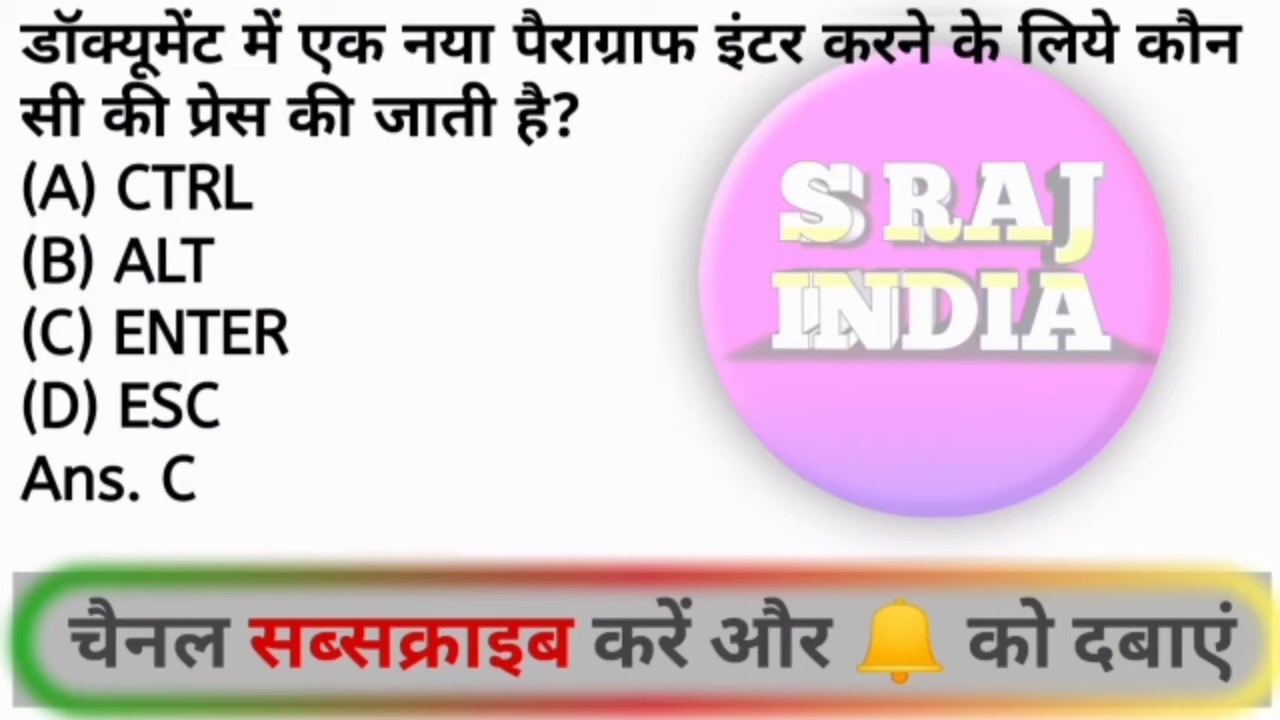 डॉक्यूमेंट में एक नया पैराग्राफ इंटर करने के लिये कौन
सी की प्रेस की जाती है?
(A) CTRL
(B) ALT
(C) ENTER
(D) ESC
Ans. C
S RAJ
INDIA
चैनल सब्सक्राइब करें और 🔔 को दबाएं